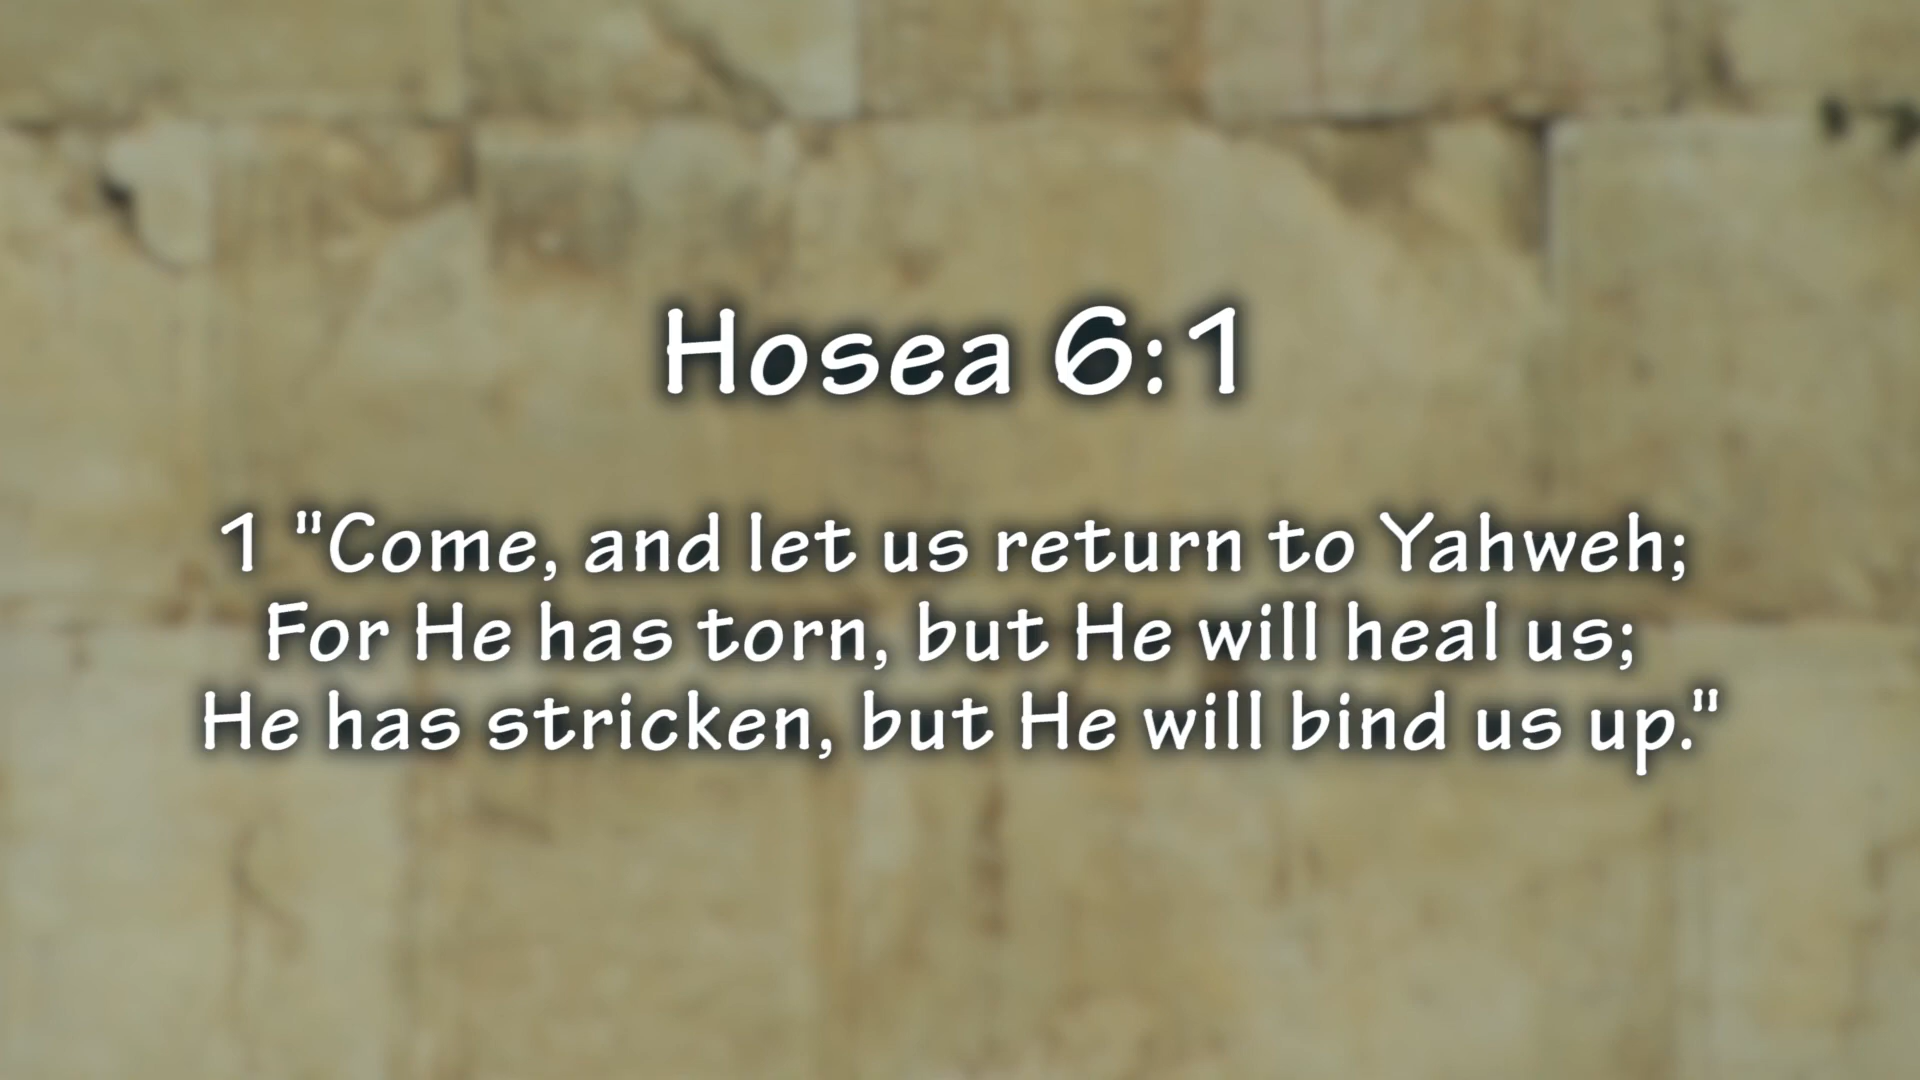 Hosea 6:1
1 "Come, and let us return to Yahweh;
For He has torn, but He will heal us;
He has stricken, but He will bind us up."